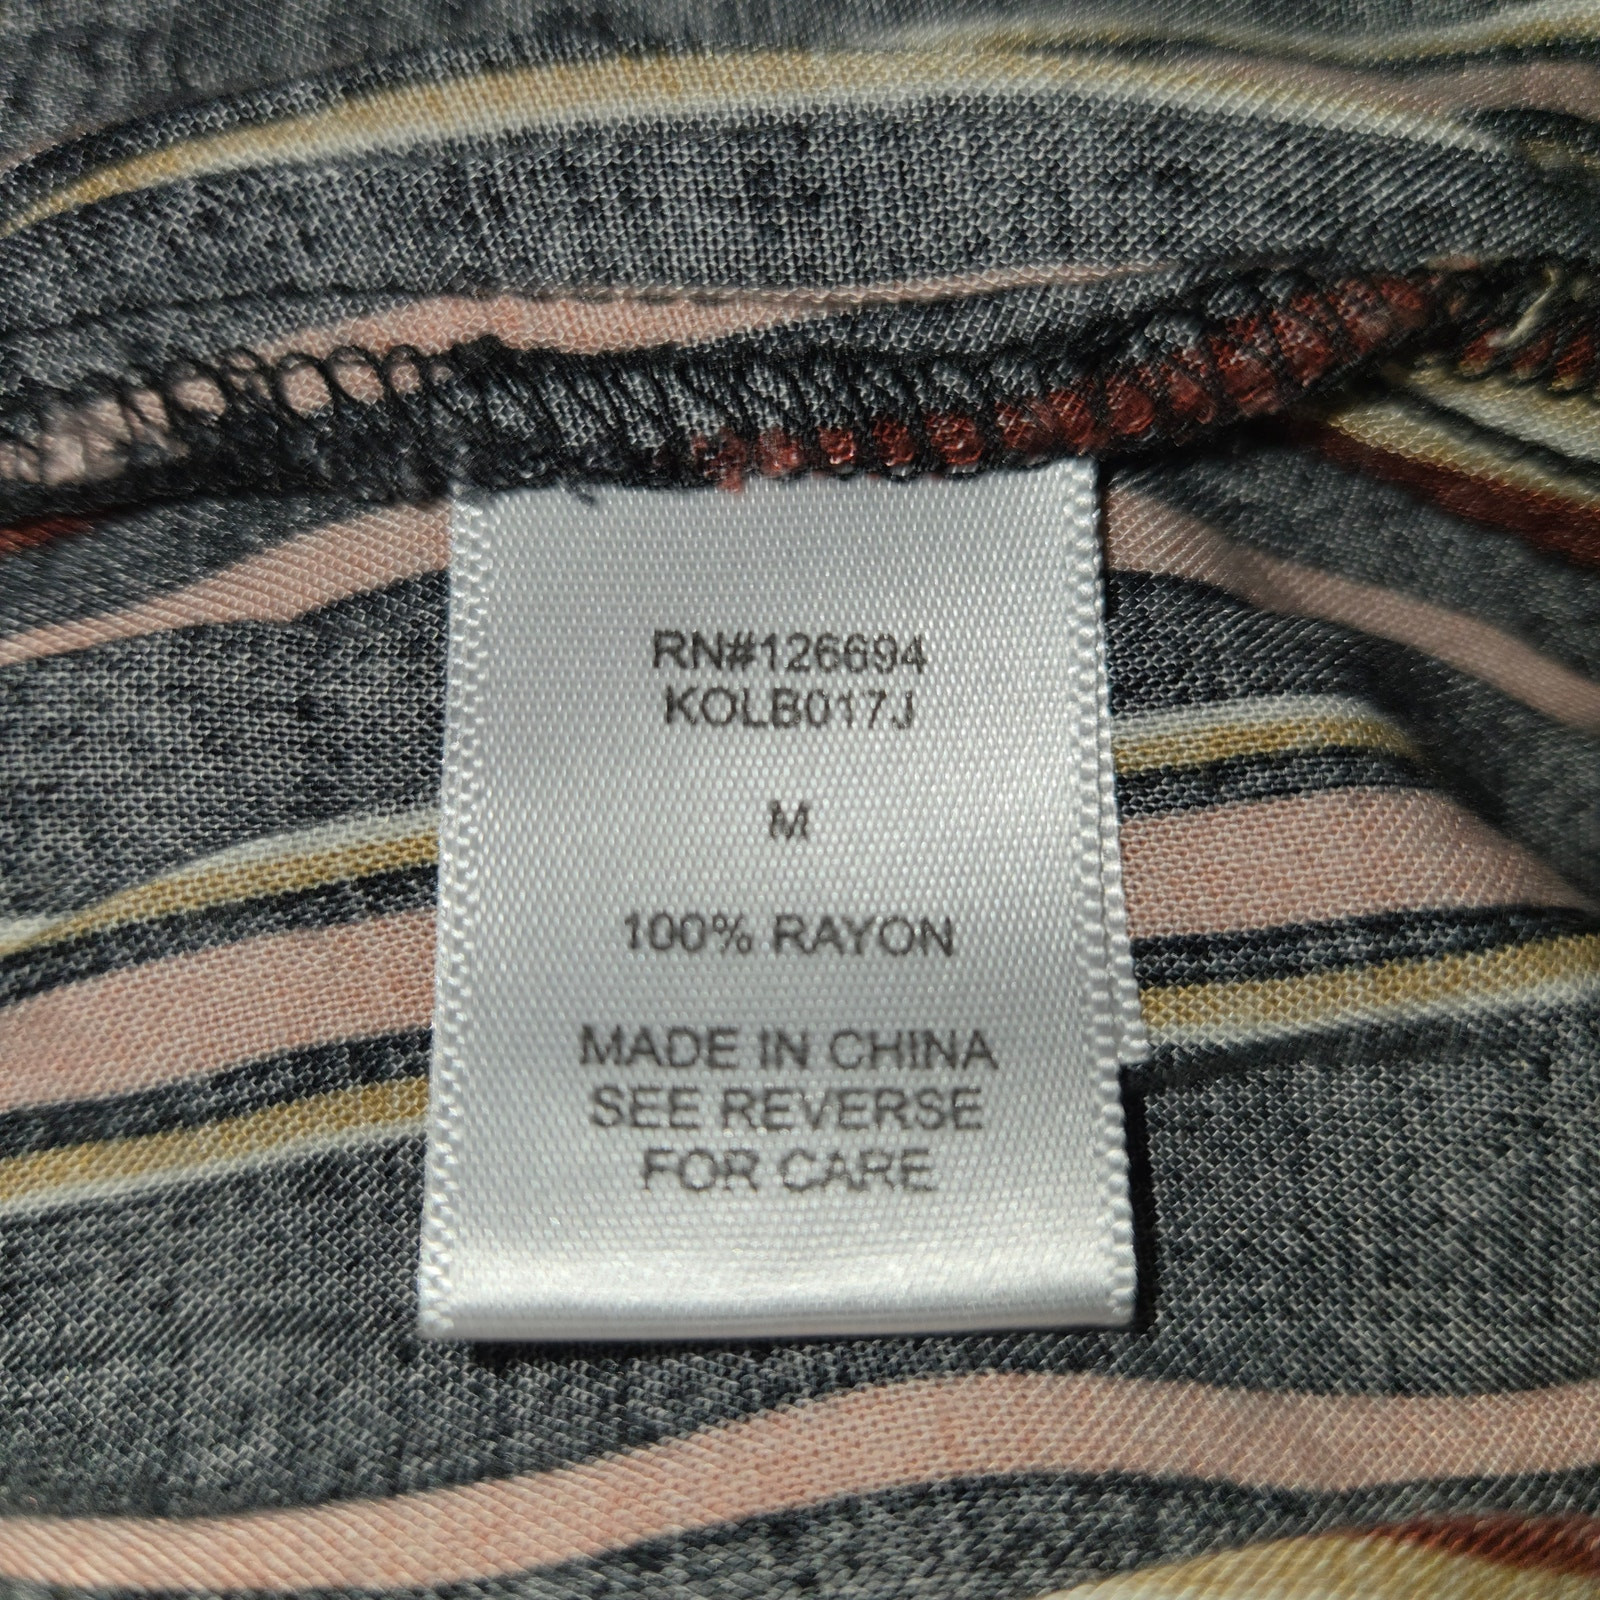 RN#126694
KOLB017J
M
100% RAYON
MADE IN CHINA
SEE REVERSE
FOR CARE